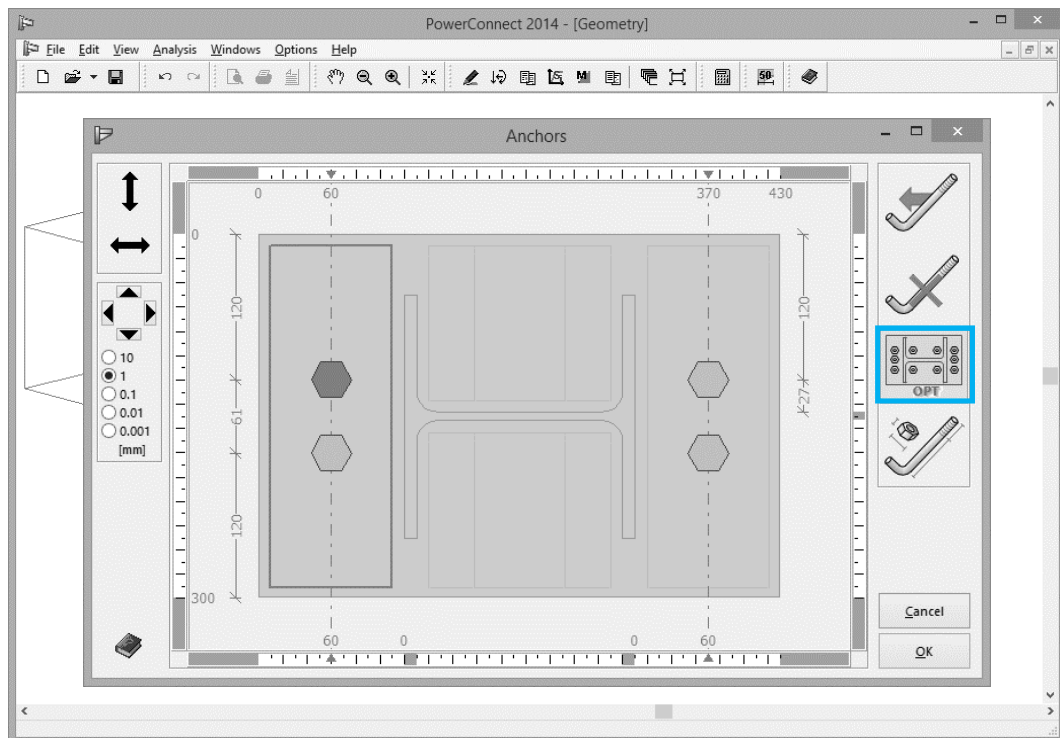 PowerConnect 2014 - [Geometry]
File Edit View Analysis Windows Options Help
50
Anchors
0 60 370 430
0
120 120
10
1
0.1
0.01
0.001
[mm]
61 27
120
300
60 0 0 60
OPT
Cancel
OK